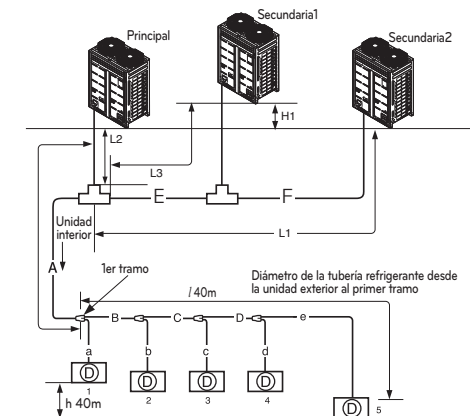 Principal
Secundaria1
Secundaria2
H1
L2
L3
E
F
L1
Unidad
interior
A
1er tramo
l 40m
Diámetro de la tubería refrigerante desde
la unidad exterior al primer tramo
B
C
D
e
a
b
c
d
D
D
D
D
D
1
2
3
4
5
h 40m